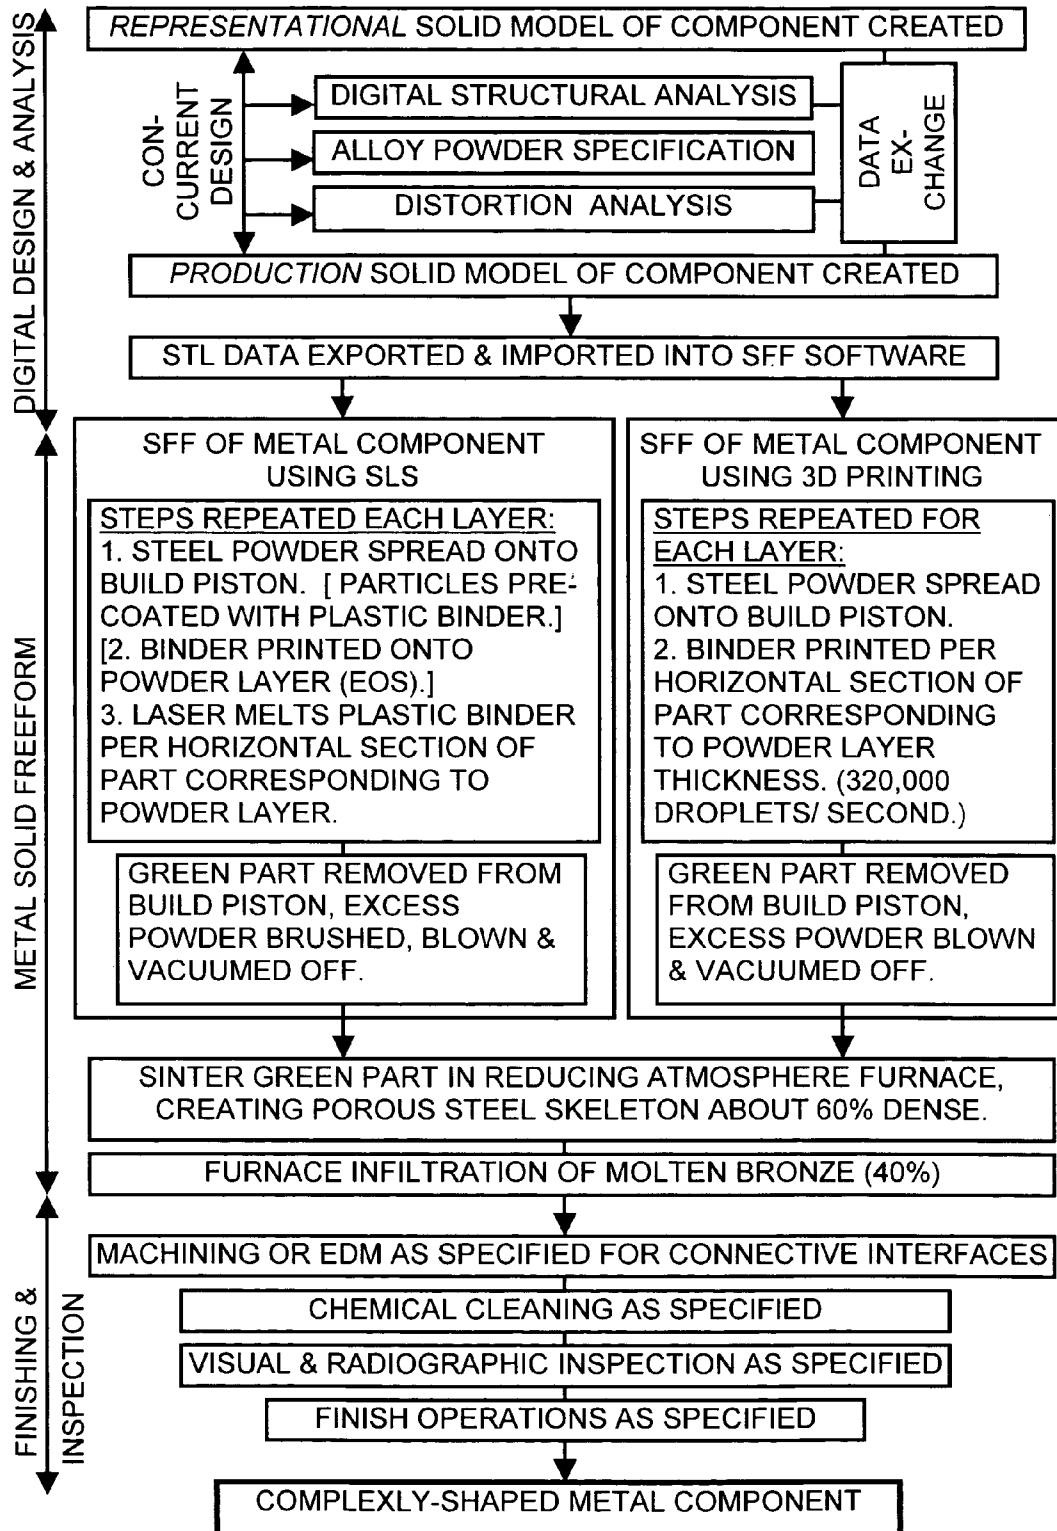 REPRESENTATIONAL SOLID MODEL OF COMPONENT CREATED
DIGITAL DESIGN & ANALYSIS
CON-
CURRENT
DESIGN
DIGITAL STRUCTURAL ANALYSIS
ALLOY POWDER SPECIFICATION
DISTORTION ANALYSIS
DATA
EX-
CHANGE
PRODUCTION SOLID MODEL OF COMPONENT CREATED
STL DATA EXPORTED & IMPORTED INTO SFF SOFTWARE
METAL SOLID FREEFORM
SFF OF METAL COMPONENT
USING SLS
STEPS REPEATED EACH LAYER:
1. STEEL POWDER SPREAD ONTO
BUILD PISTON. [ PARTICLES PRE-
COATED WITH PLASTIC BINDER.]
[2. BINDER PRINTED ONTO
POWDER LAYER (EOS).]
3. LASER MELTS PLASTIC BINDER
PER HORIZONTAL SECTION OF
PART CORRESPONDING TO
POWDER LAYER.
GREEN PART REMOVED FROM
BUILD PISTON, EXCESS
POWDER BRUSHED, BLOWN &
VACUUMED OFF.
SFF OF METAL COMPONENT
USING 3D PRINTING
STEPS REPEATED FOR
EACH LAYER:
1. STEEL POWDER SPREAD
ONTO BUILD PISTON.
2. BINDER PRINTED PER
HORIZONTAL SECTION OF
PART CORRESPONDING
TO POWDER LAYER
THICKNESS. (320,000
DROPLETS/ SECOND.)
GREEN PART REMOVED
FROM BUILD PISTON,
EXCESS POWDER BLOWN
& VACUUMED OFF.
SINTER GREEN PART IN REDUCING ATMOSPHERE FURNACE,
CREATING POROUS STEEL SKELETON ABOUT 60% DENSE.
FURNACE INFILTRATION OF MOLTEN BRONZE (40%)
FINISHING &
INSPECTION
MACHINING OR EDM AS SPECIFIED FOR CONNECTIVE INTERFACES
CHEMICAL CLEANING AS SPECIFIED
VISUAL & RADIOGRAPHIC INSPECTION AS SPECIFIED
FINISH OPERATIONS AS SPECIFIED
COMPLEXLY-SHAPED METAL COMPONENT